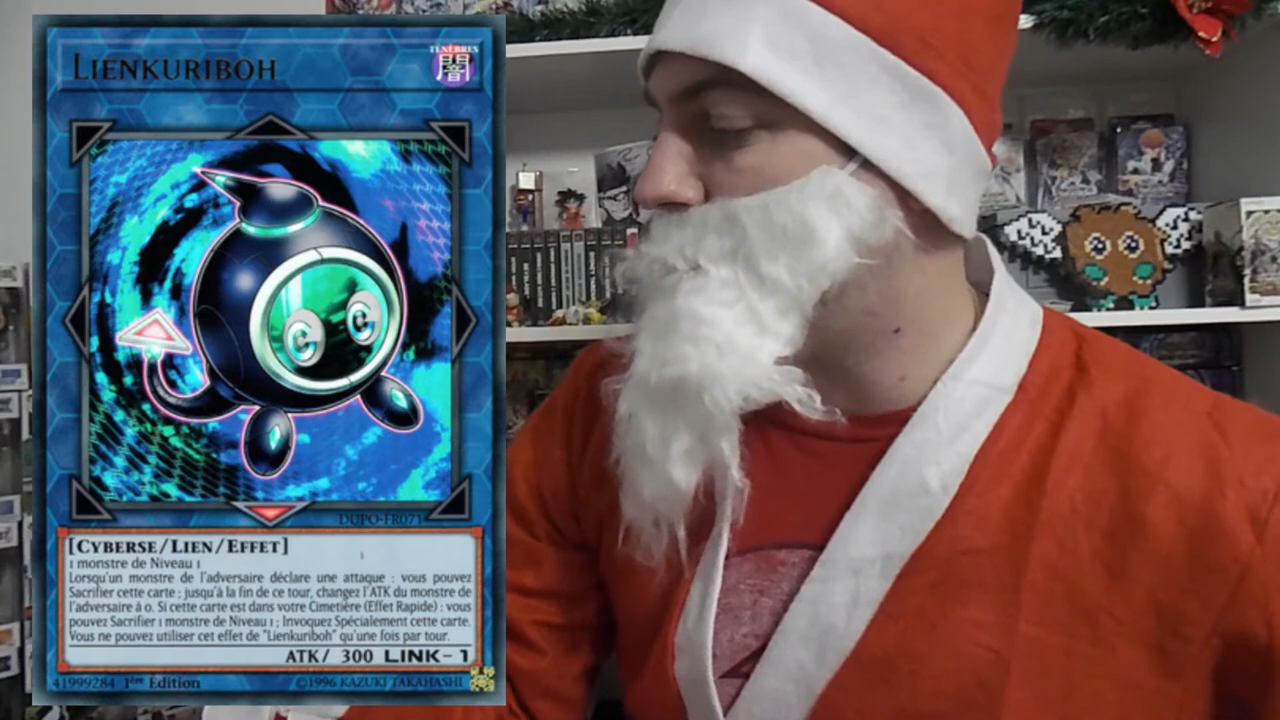 LIENKURIBOH
TÉNÈBRES
闇
DUPO-FR071
[CYBERSE/LIEN/EFFET]
1 monstre de Niveau 1
Lorsqu'un monstre de l'adversaire déclare une attaque : vous pouvez
Sacrifier cette carte ; jusqu'à la fin de ce tour, changez l'ATK du monstre de
l'adversaire à 0. Si cette carte est dans votre Cimetière (Effet Rapide) : vous
pouvez Sacrifier 1 monstre de Niveau 1 ; Invoquez Spécialement cette carte.
Vous ne pouvez utiliser cet effet de "Lienkuriboh" qu'une fois par tour.
ATK/ 300 LINK-1
41999284 1ère Édition ©1996 KAZUKI TAKAHASHI